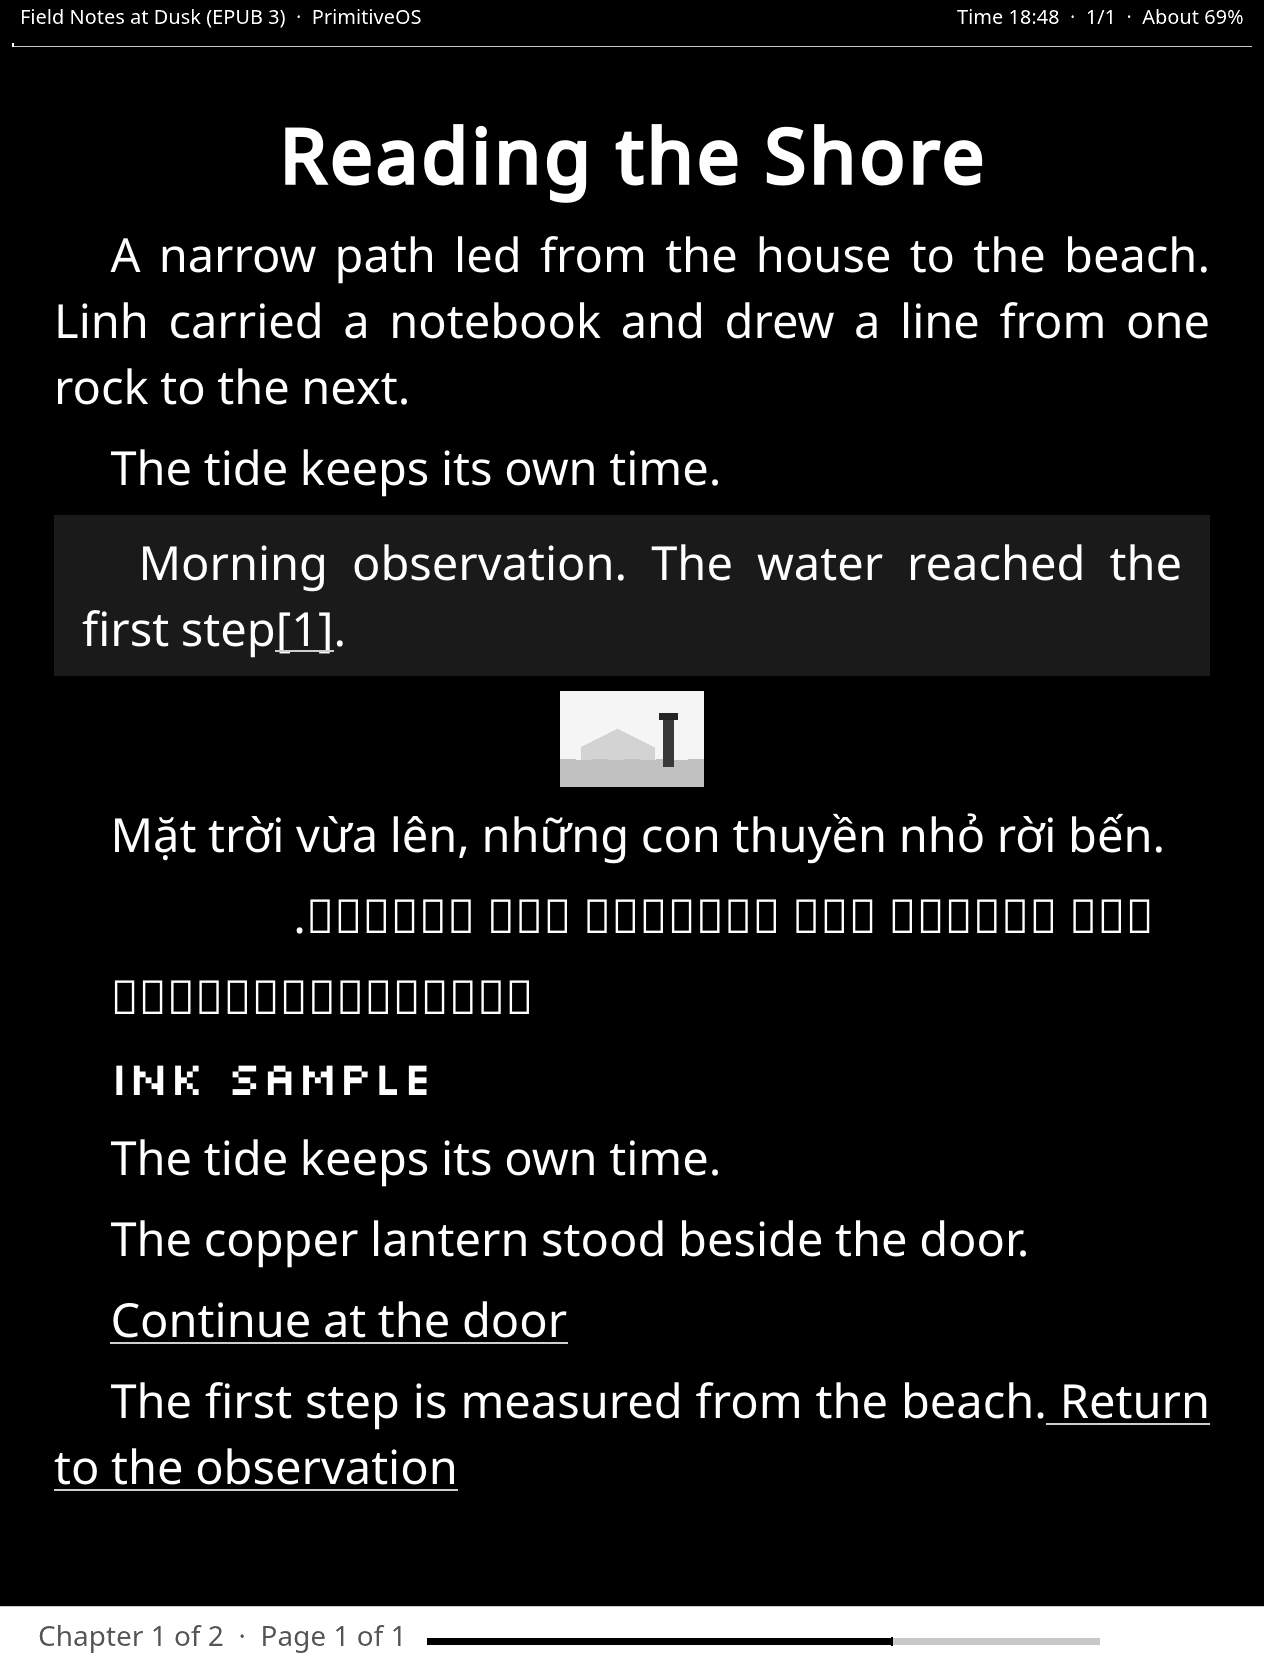 Field Notes at Dusk (EPUB 3) · PrimitiveOS
Time 18:48 · 1/1 · About 69%
Reading the Shore
A narrow path led from the house to the beach.
Linh carried a notebook and drew a line from one
rock to the next.
The tide keeps its own time.
Morning observation. The water reached the
first step[1].
Mặt trời vừa lên, những con thuyền nhỏ rời bến.
INK SAMPLE
The tide keeps its own time.
The copper lantern stood beside the door.
Continue at the door
The first step is measured from the beach. Return
to the observation
Chapter 1 of 2 · Page 1 of 1